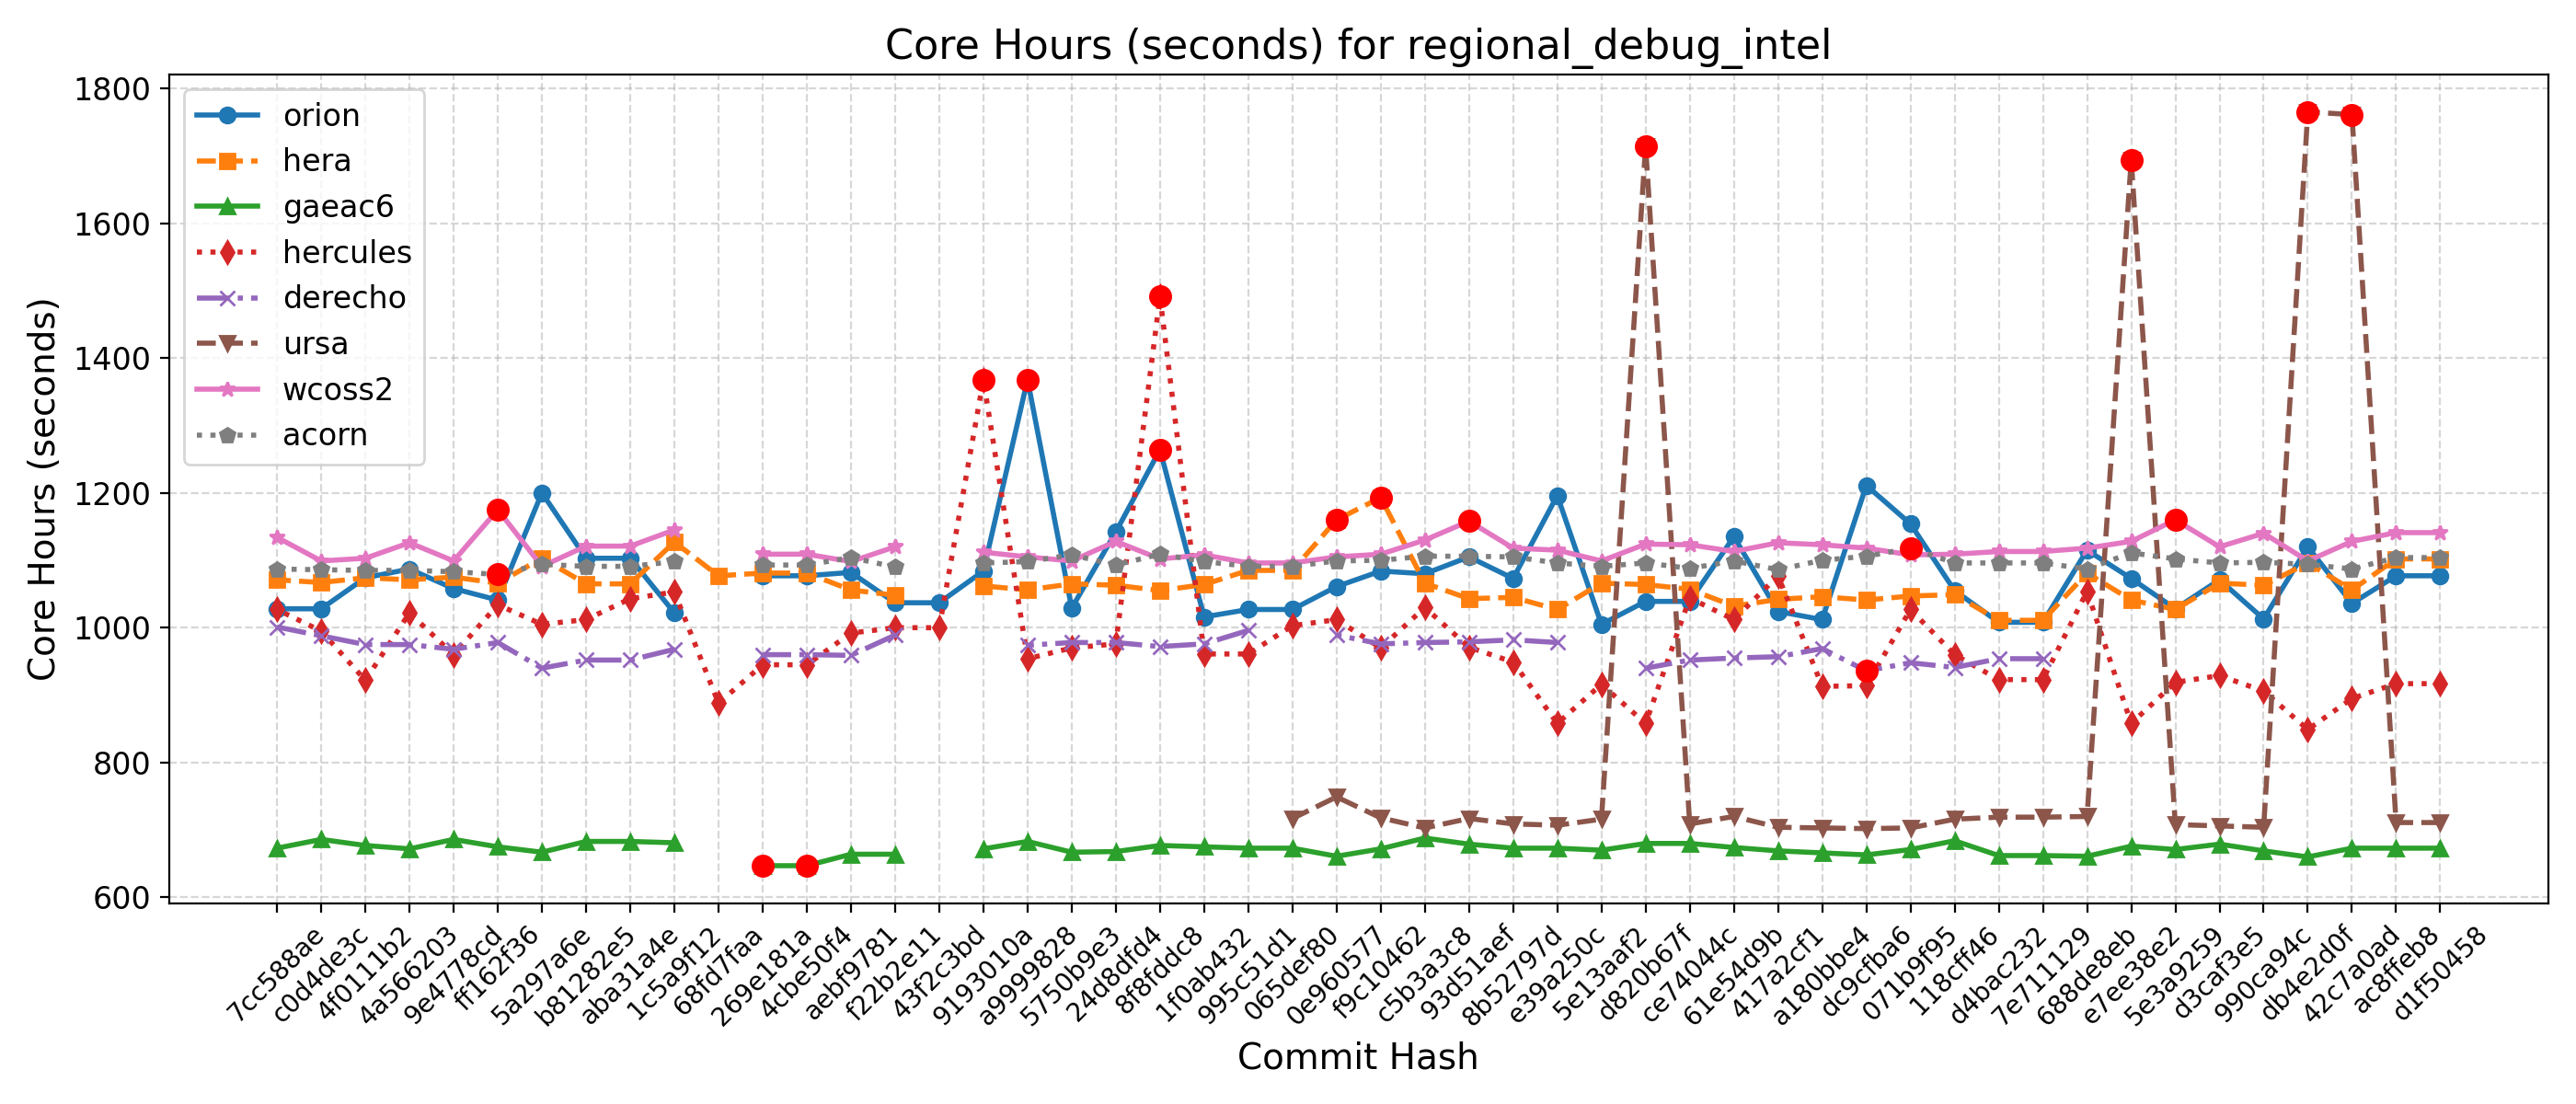 Core Hours (seconds) for regional_debug_intel
Core Hours (seconds)
1800
1600
1400
1200
1000
800
600
orion
hera
gaeac6
hercules
derecho
ursa
wcoss2
acorn
7cc588ae
c0d4de3c
4f0111b2
4a566203
9e4778cd
ff162f36
5a297a6e
b81282e5
aba31a4e
1c5a9f12
68fd7faa
269e181a
4cbe50f4
aebf9781
f22b2e11
43f2c3bd
9193010a
a9999828
5750b9e3
24d8dfd4
8f8fddc8
1f0ab432
995c51d1
065def80
0e960577
f9c10462
c5b3a3c8
93d51aef
8b52797d
e39a250c
5e13aaf2
d820b67f
ce74044c
61e54d9b
417a2cf1
a180bbe4
dc9cfba6
071b9f95
118cff46
d4bac232
7e711129
688de8eb
e7ee38e2
5e3a9259
d3caf3e5
990ca94c
db4e2d0f
42c7a0ad
ac8ffeb8
d1f50458
Commit Hash